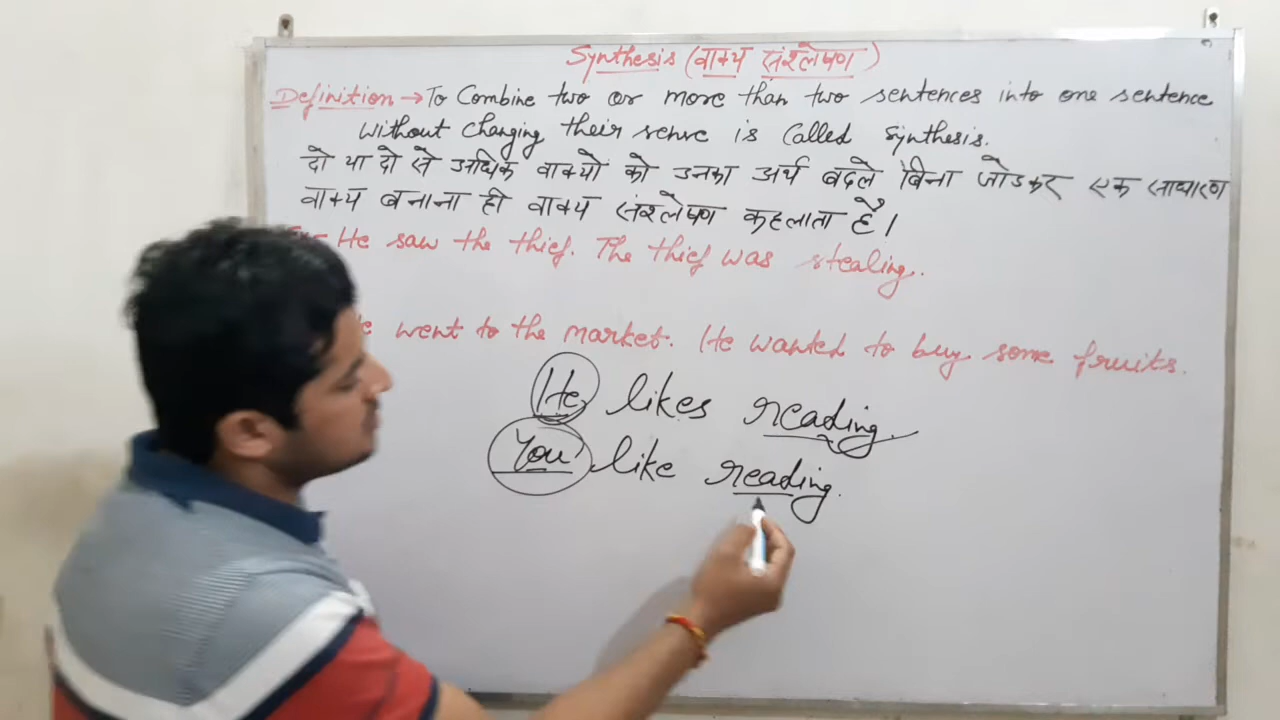 Synthesis (वाक्य संश्लेषण)
Definition → To Combine two or more than two sentences into one sentence
without changing their sense is called synthesis.
दो या दो से अधिक वाक्यों को उनका अर्थ बदले बिना जोडकर एक साधारण
वाक्य बनाना ही वाक्य संश्लेषण कहलाता है।
He saw the thief. The thief was stealing.
went to the market. He wanted to buy some fruits.
He likes reading.
You like reading.